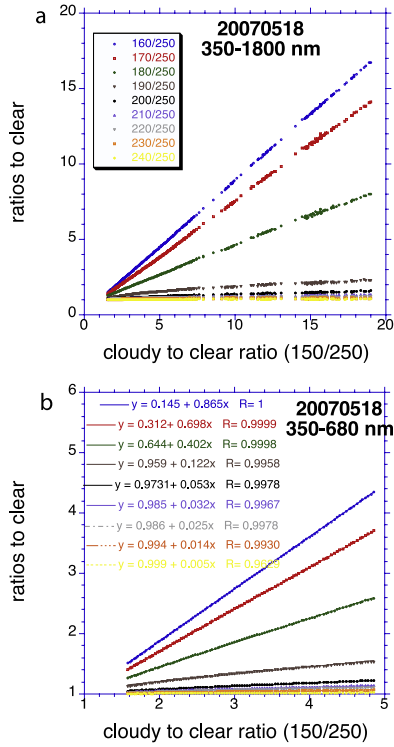 a
20070518
350-1800 nm
20
15
10
5
0
160/250
170/250
180/250
190/250
200/250
210/250
220/250
230/250
240/250
ratios to clear
0 5 10 15 20
cloudy to clear ratio (150/250)
b
20070518
350-680 nm
6
5
4
3
2
1
y = 0.145 + 0.865x R= 1
y = 0.312+ 0.698x R= 0.9999
y = 0.644+ 0.402x R= 0.9998
y = 0.959 + 0.122x R= 0.9958
y = 0.9731+ 0.053x R= 0.9978
y = 0.985 + 0.032x R= 0.9967
y = 0.986 + 0.025x R= 0.9978
y = 0.994 + 0.014x R= 0.9930
y = 0.999 + 0.005x R=
ratios to clear
1 2 3 4 5
cloudy to clear ratio (150/250)